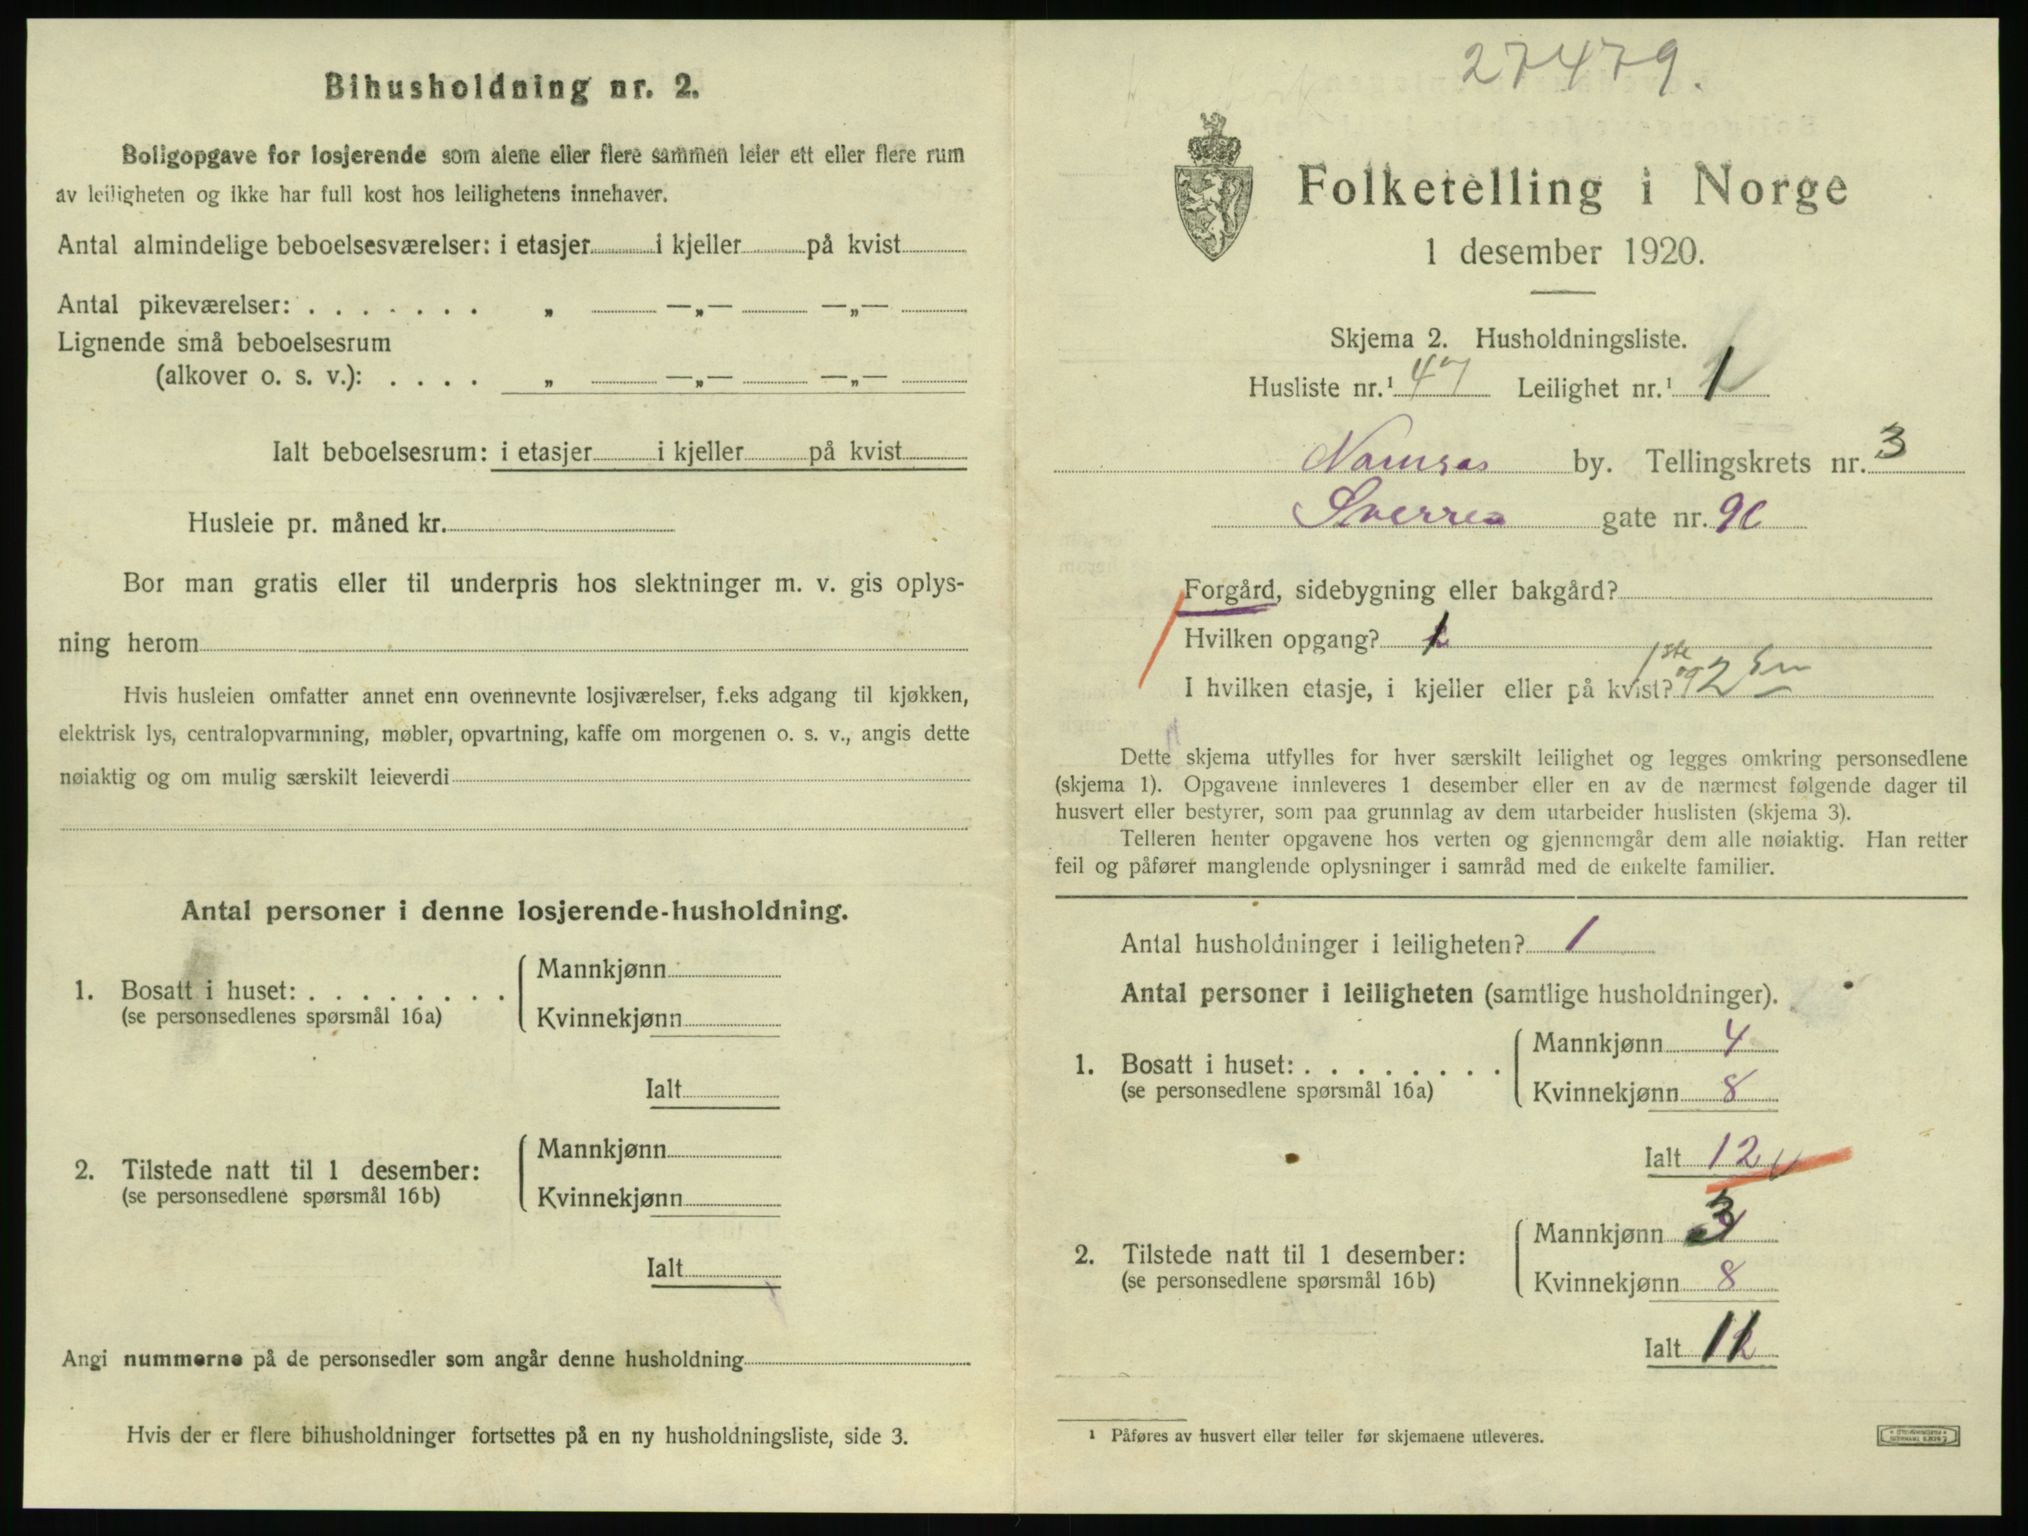 Bihusholdning nr. 2.
Boligopgave for losjerende som alene eller flere sammen leier ett eller flere rum
av leiligheten og ikke har full kost hos leilighetens innehaver.
Antal almindelige beboelsesværelser: i etasjer i kjeller på kvist
Antal pikeværelser: . . . . . . . „ —„— —„—
Lignende små beboelsesrum
(alkover o. s. v.): . . . . „ —„— —„—
Ialt beboelsesrum: i etasjer i kjeller på kvist
Husleie pr. måned kr.
Bor man gratis eller til underpris hos slektninger m. v. gis oplys-
ning herom
Hvis husleien omfatter annet enn ovennevnte losjiværelser, f.eks adgang til kjøkken,
elektrisk lys, centralopvarmning, møbler, opvartning, kaffe om morgenen o. s. v., angis dette
nøiaktig og om mulig særskilt leieverdi
Antal personer i denne losjerende-husholdning.
1. Bosatt i huset: . . . . . . . .
(se personsedlenes spørsmål 16a)
Mannkjønn
Kvinnekjønn
Ialt
2. Tilstede natt til 1 desember:
(se personsedlene spørsmål 16b)
Mannkjønn
Kvinnekjønn
Ialt
Angi nummerne på de personsedler som angår denne husholdning
Hvis der er flere bihusholdninger fortsettes på en ny husholdningsliste, side 3.
27479.
Folketelling i Norge
1 desember 1920.
Skjema 2. Husholdningsliste.
Husliste nr.¹ 47 Leilighet nr.¹ 1
Namsos by. Tellingskrets nr. 3
Sverres gate nr. 9c
Forgård, sidebygning eller bakgård?
Hvilken opgang? 1
I hvilken etasje, i kjeller eller på kvist? 1ste og 2
Dette skjema utfylles for hver særskilt leilighet og legges omkring personsedlene
(skjema 1). Opgavene innleveres 1 desember eller en av de nærmest følgende dager til
husvert eller bestyrer, som paa grunnlag av dem utarbeider huslisten (skjema 3).
Telleren henter opgavene hos verten og gjennemgår dem alle nøiaktig. Han retter
feil og påfører manglende oplysninger i samråd med de enkelte familier.
Antal husholdninger i leiligheten? 1
Antal personer i leiligheten (samtlige husholdninger).
1. Bosatt i huset: . . . . . . . .
(se personsedlene spørsmål 16a)
Mannkjønn 4
Kvinnekjønn 8
Ialt 12
2. Tilstede natt til 1 desember:
(se personsedlene spørsmål 16b)
Mannkjønn 3
Kvinnekjønn 8
Ialt 11
¹ Påføres av husvert eller teller før skjemaene utleveres.